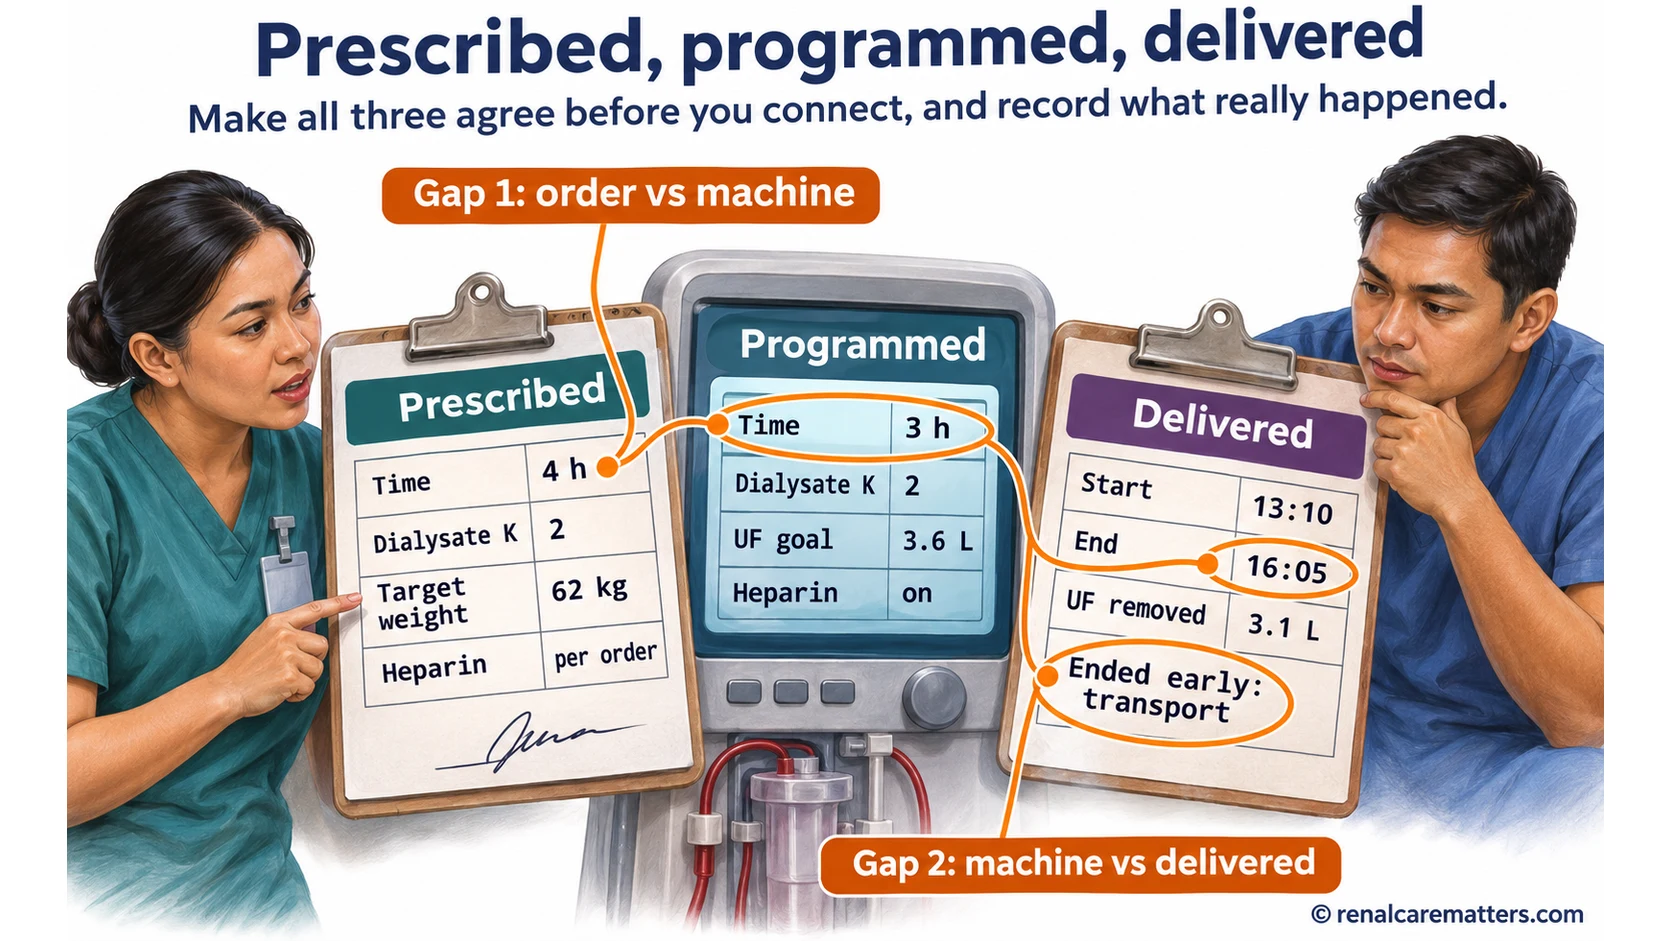 Prescribed, programmed, delivered
Make all three agree before you connect, and record what really happened.
Gap 1: order vs machine
Prescribed
Time 4 h
Dialysate K 2
Target
weight 62 kg
Heparin per order
Programmed
Time 3 h
Dialysate K 2
UF goal 3.6 L
Heparin on
Delivered
Start 13:10
End 16:05
UF removed 3.1 L
Ended early:
transport
Gap 2: machine vs delivered
© renalcarematters.com